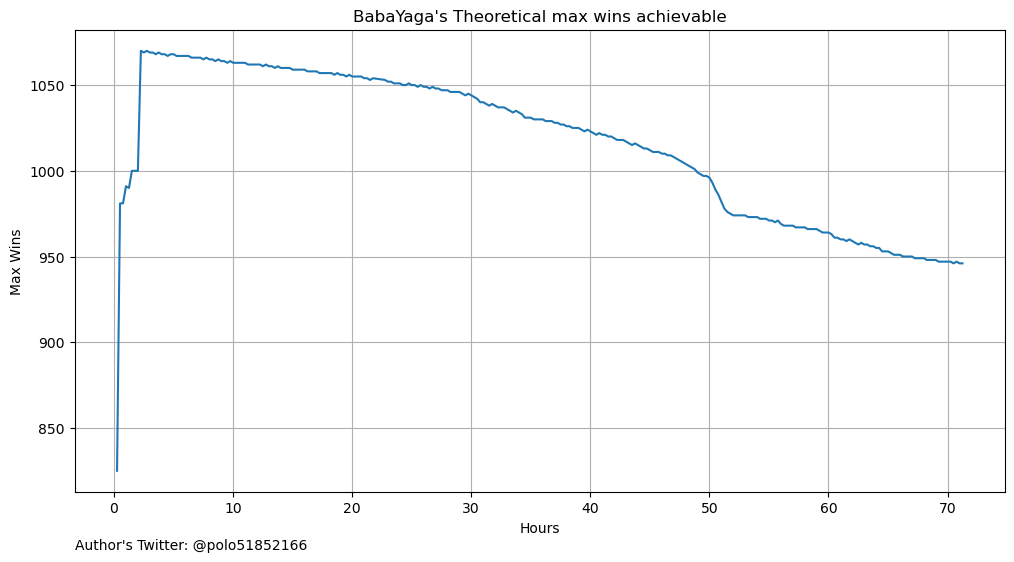 BabaYaga's Theoretical max wins achievable
1050
1000
950
900
850
Max Wins
0 10 20 30 40 50 60 70
Hours
Author's Twitter: @polo51852166